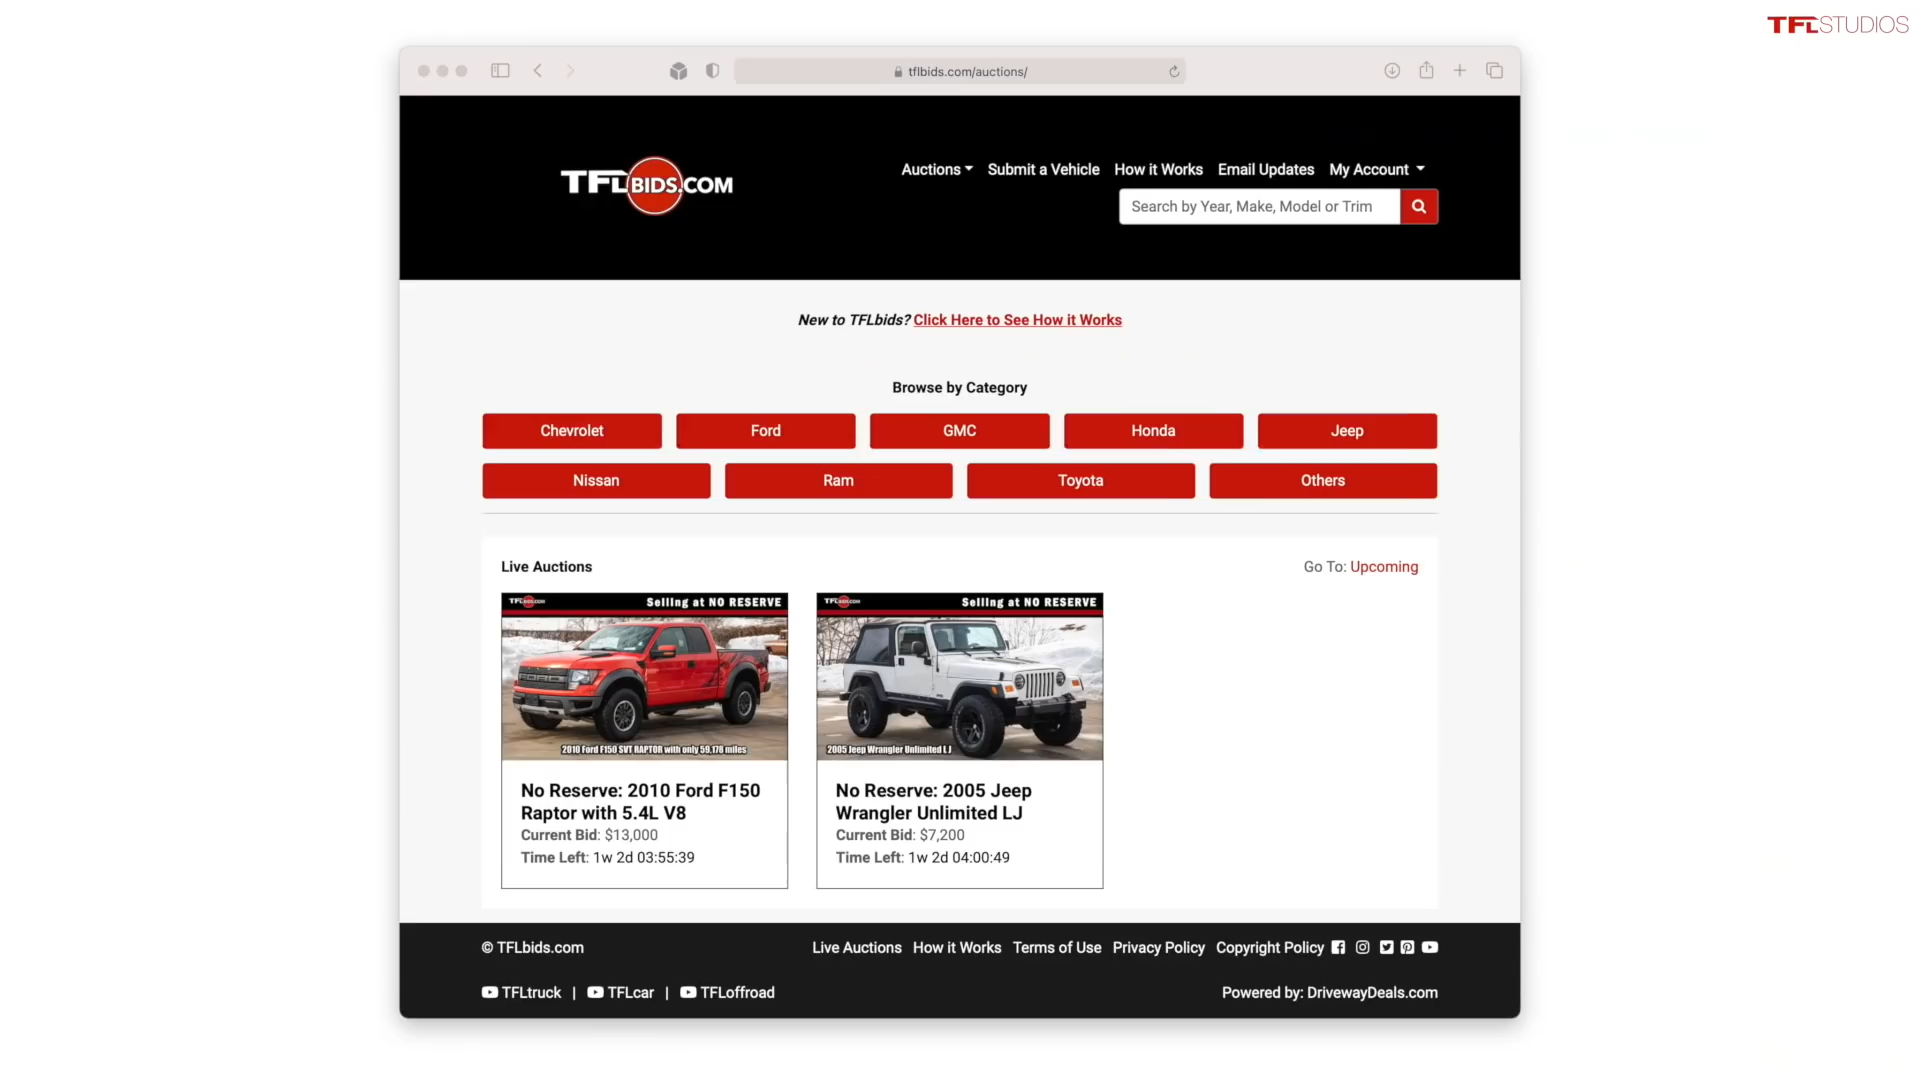 TFLSTUDIOS
tflbids.com/auctions/
TFLBIDS.COM
Auctions Submit a Vehicle How it Works Email Updates My Account
Search by Year, Make, Model or Trim
New to TFLbids? Click Here to See How it Works
Browse by Category
Chevrolet Ford GMC Honda Jeep
Nissan Ram Toyota Others
Live Auctions Go To: Upcoming
TFLBIDS.COM Selling at NO RESERVE TFLBIDS.COM Selling at NO RESERVE
FORD
2010 Ford F150 SVT RAPTOR with only 59,178 miles 2005 Jeep Wrangler Unlimited LJ
No Reserve: 2010 Ford F150
Raptor with 5.4L V8
Current Bid: $13,000
Time Left: 1w 2d 03:55:39
No Reserve: 2005 Jeep
Wrangler Unlimited LJ
Current Bid: $7,200
Time Left: 1w 2d 04:00:49
© TFLbids.com Live Auctions How it Works Terms of Use Privacy Policy Copyright Policy
TFLtruck | TFLcar | TFLoffroad Powered by: DrivewayDeals.com